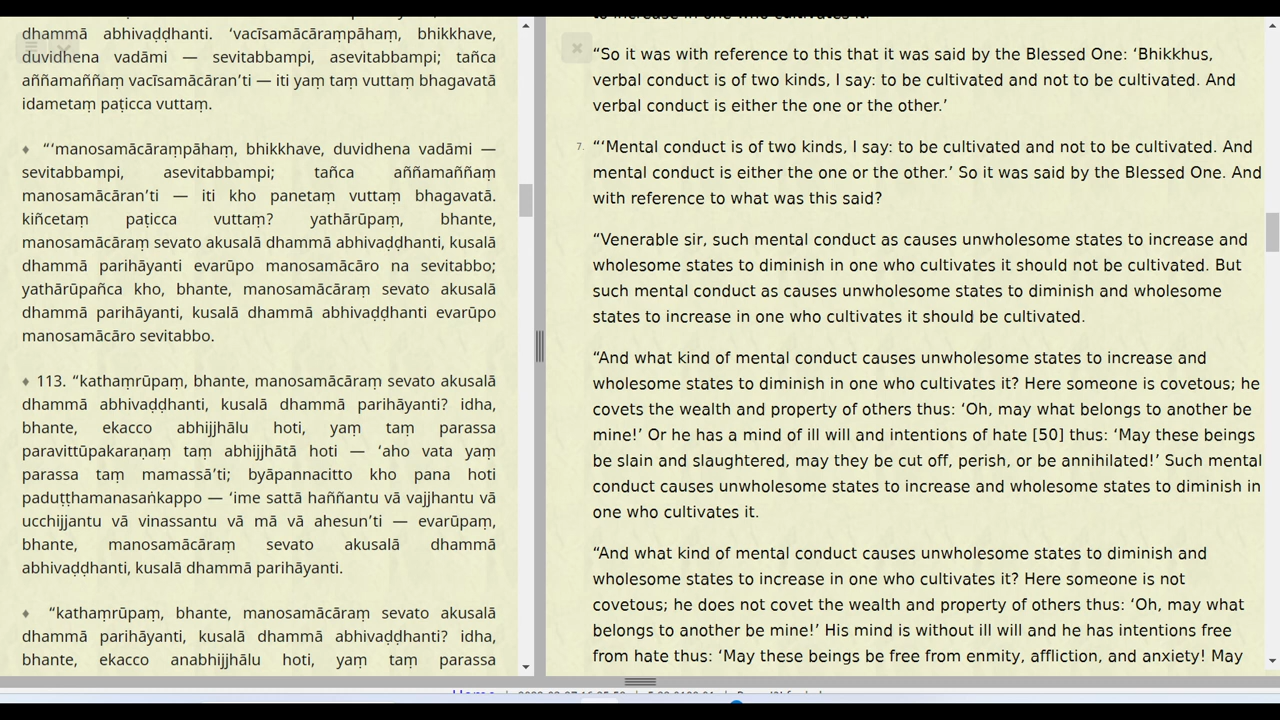 dhammā abhivaḍḍhanti. ‘vacīsamācāraṃpāhaṃ, bhikkhave,
duvidhena vadāmi — sevitabbampi, asevitabbampi; tañca
aññamaññaṃ vacīsamācāran’ti — iti yaṃ taṃ vuttaṃ bhagavatā
idametaṃ paṭicca vuttaṃ.
♦ “‘manosamācāraṃpāhaṃ, bhikkhave, duvidhena vadāmi —
sevitabbampi, asevitabbampi; tañca aññamaññaṃ
manosamācāran’ti — iti kho panetaṃ vuttaṃ bhagavatā.
kiñcetaṃ paṭicca vuttaṃ? yathārūpaṃ, bhante,
manosamācāraṃ sevato akusalā dhammā abhivaḍḍhanti, kusalā
dhammā parihāyanti evarūpo manosamācāro na sevitabbo;
yathārūpañca kho, bhante, manosamācāraṃ sevato akusalā
dhammā parihāyanti, kusalā dhammā abhivaḍḍhanti evarūpo
manosamācāro sevitabbo.
♦ 113. “kathaṃrūpaṃ, bhante, manosamācāraṃ sevato akusalā
dhammā abhivaḍḍhanti, kusalā dhammā parihāyanti? idha,
bhante, ekacco abhijjhālu hoti, yaṃ taṃ parassa
paravittūpakaraṇaṃ taṃ abhijjhātā hoti — ‘aho vata yaṃ
parassa taṃ mamassā’ti; byāpannacitto kho pana hoti
paduṭṭhamanasaṅkappo — ‘ime sattā haññantu vā vajjhantu vā
ucchijjantu vā vinassantu vā mā vā ahesun’ti — evarūpaṃ,
bhante, manosamācāraṃ sevato akusalā dhammā
abhivaḍḍhanti, kusalā dhammā parihāyanti.
♦ “kathaṃrūpaṃ, bhante, manosamācāraṃ sevato akusalā
dhammā parihāyanti, kusalā dhammā abhivaḍḍhanti? idha,
bhante, ekacco anabhijjhālu hoti, yaṃ taṃ parassa
to increase in one who cultivates it.
“So it was with reference to this that it was said by the Blessed One: ‘Bhikkhus,
verbal conduct is of two kinds, I say: to be cultivated and not to be cultivated. And
verbal conduct is either the one or the other.’
7. “‘Mental conduct is of two kinds, I say: to be cultivated and not to be cultivated. And
mental conduct is either the one or the other.’ So it was said by the Blessed One. And
with reference to what was this said?
“Venerable sir, such mental conduct as causes unwholesome states to increase and
wholesome states to diminish in one who cultivates it should not be cultivated. But
such mental conduct as causes unwholesome states to diminish and wholesome
states to increase in one who cultivates it should be cultivated.
“And what kind of mental conduct causes unwholesome states to increase and
wholesome states to diminish in one who cultivates it? Here someone is covetous; he
covets the wealth and property of others thus: ‘Oh, may what belongs to another be
mine!’ Or he has a mind of ill will and intentions of hate [50] thus: ‘May these beings
be slain and slaughtered, may they be cut off, perish, or be annihilated!’ Such mental
conduct causes unwholesome states to increase and wholesome states to diminish in
one who cultivates it.
“And what kind of mental conduct causes unwholesome states to diminish and
wholesome states to increase in one who cultivates it? Here someone is not
covetous; he does not covet the wealth and property of others thus: ‘Oh, may what
belongs to another be mine!’ His mind is without ill will and he has intentions free
from hate thus: ‘May these beings be free from enmity, affliction, and anxiety! May
Home